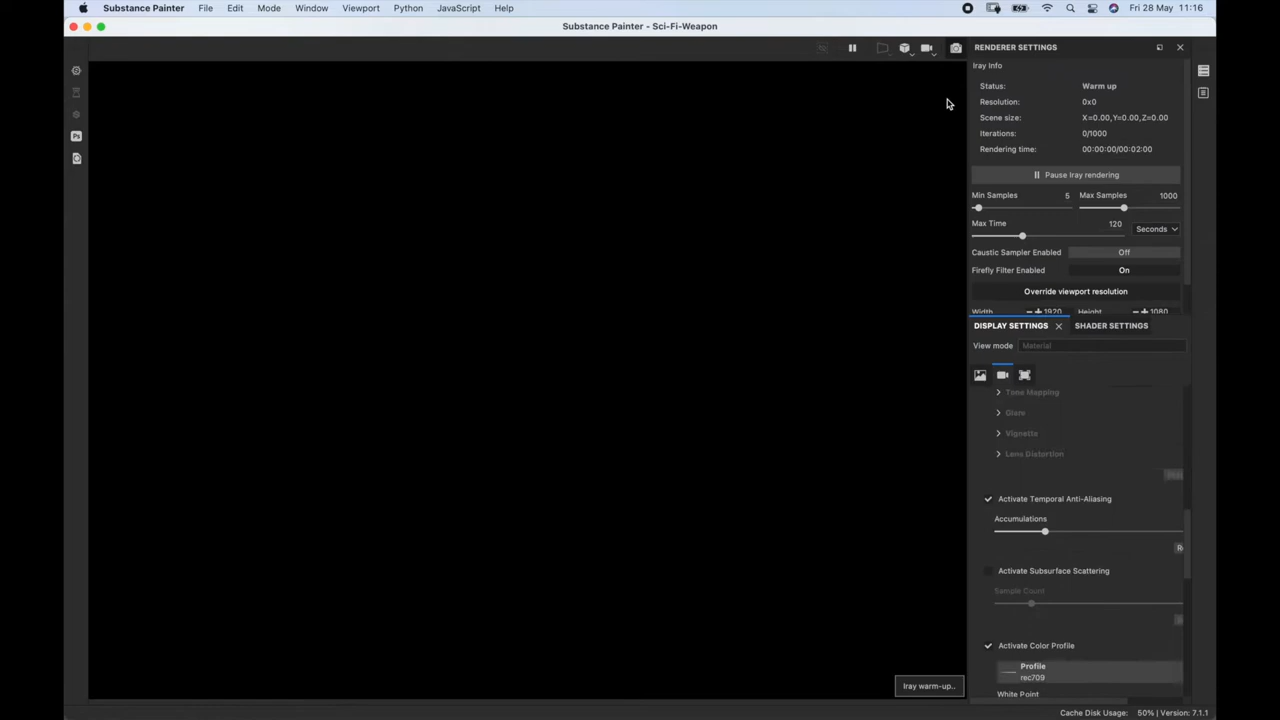 Substance Painter File Edit Mode Window Viewport Python JavaScript Help Fri 28 May 11:16
Substance Painter - Sci-Fi-Weapon
RENDERER SETTINGS
Iray Info
Status: Warm up
Resolution: 0x0
Scene size: X=0.00,Y=0.00,Z=0.00
Iterations: 0/1000
Rendering time: 00:00:00/00:02:00
Pause Iray rendering
Min Samples 5 Max Samples 1000
Max Time 120
Seconds
Caustic Sampler Enabled Off
Firefly Filter Enabled On
Override viewport resolution
Width 1920 Height 1080
DISPLAY SETTINGS SHADER SETTINGS
View mode Material
Ps
Tone Mapping
Glare
Vignette
Lens Distortion
Activate Temporal Anti-Aliasing
Accumulations
Activate Subsurface Scattering
Sample Count
Activate Color Profile
Profile
rec709
Iray warm-up..
White Point
Cache Disk Usage: 50% | Version: 7.1.1